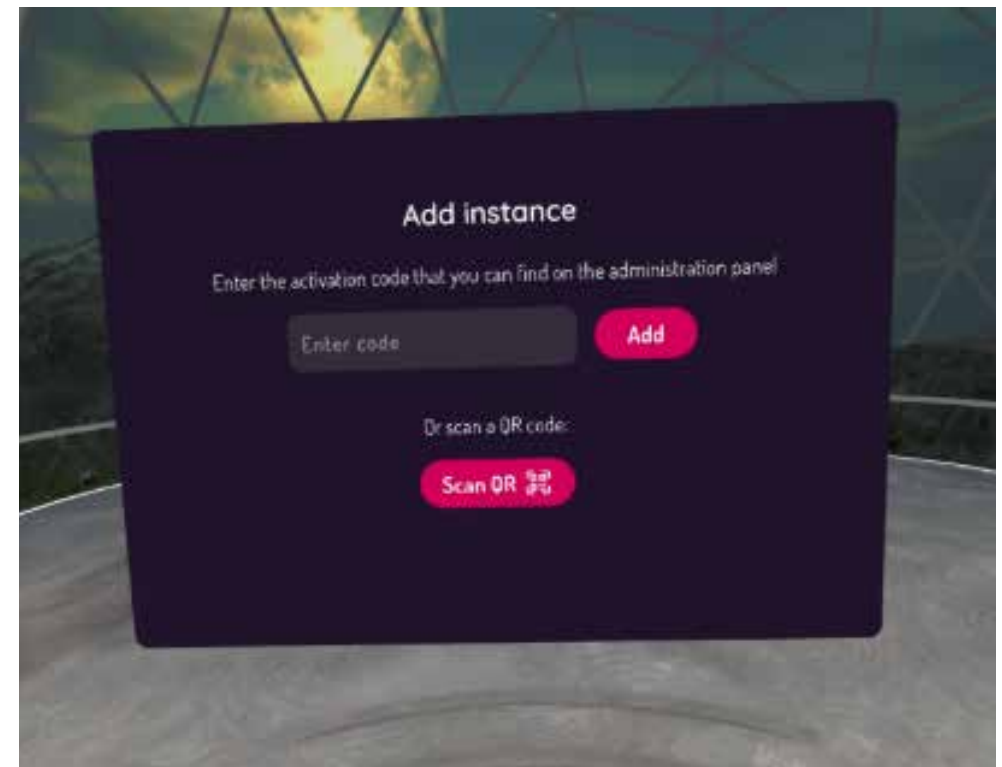 Add instance
Enter the activation code that you can find on the administration panel
Enter code
Add
Or scan a QR code:
Scan QR